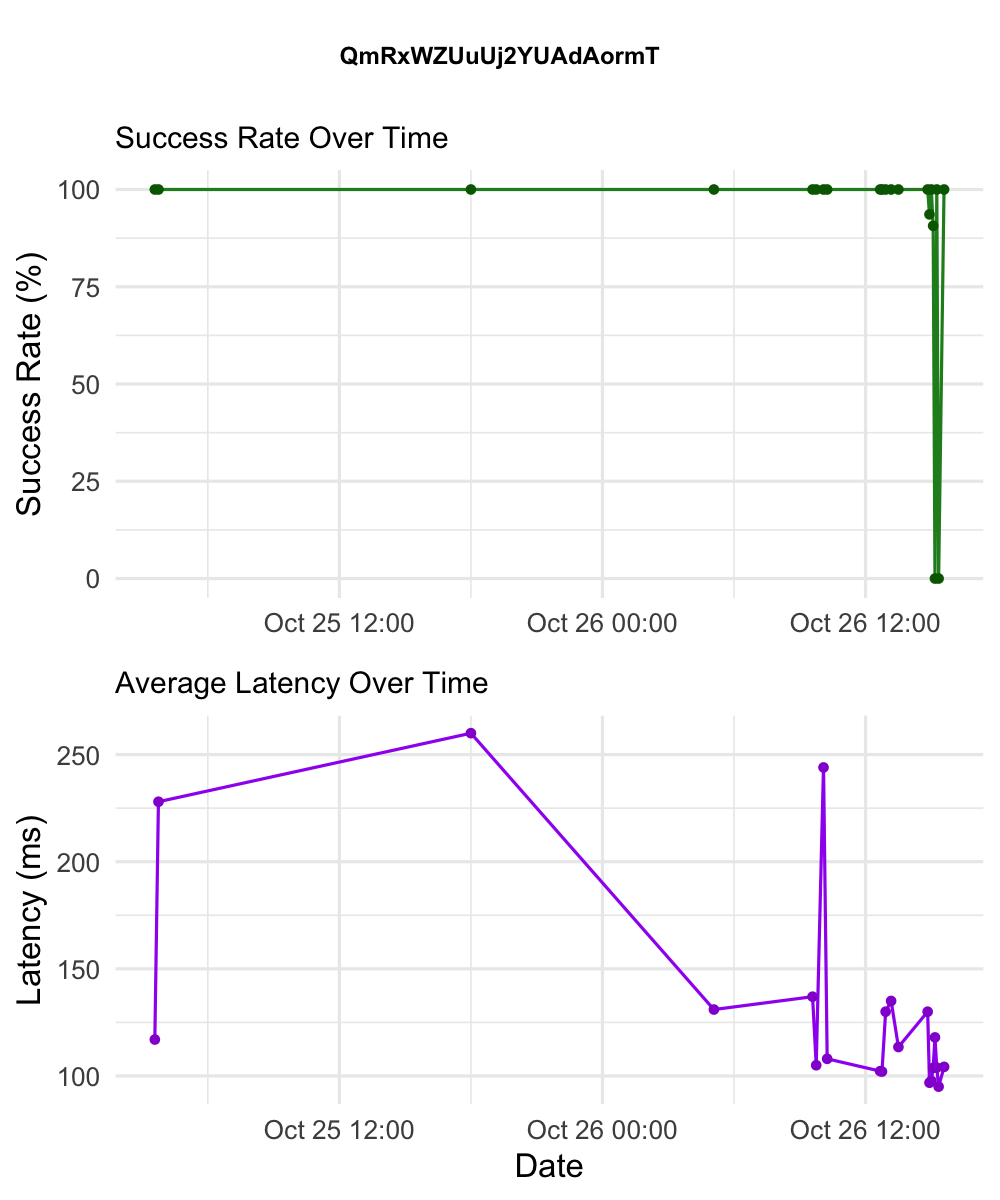 QmRxWZUuUj2YUAdAormT
Success Rate Over Time
Success Rate (%)
100
75
50
25
0
Oct 25 12:00 Oct 26 00:00 Oct 26 12:00
Average Latency Over Time
Latency (ms)
250
200
150
100
Oct 25 12:00 Oct 26 00:00 Oct 26 12:00
Date